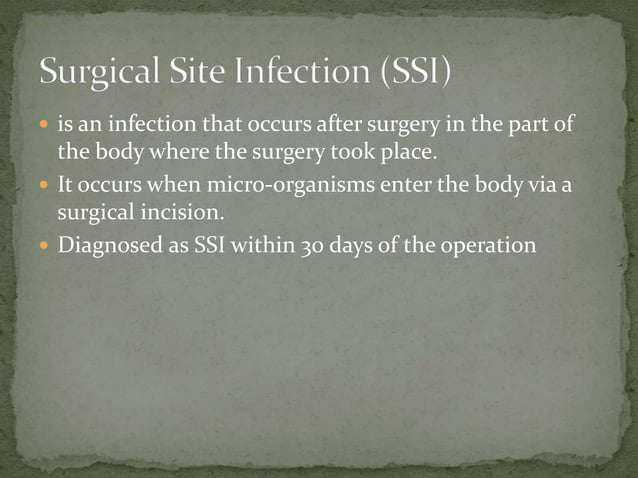 Surgical Site Infection (SSI)
is an infection that occurs after surgery in the part of
the body where the surgery took place.
It occurs when micro-organisms enter the body via a
surgical incision.
Diagnosed as SSI within 30 days of the operation